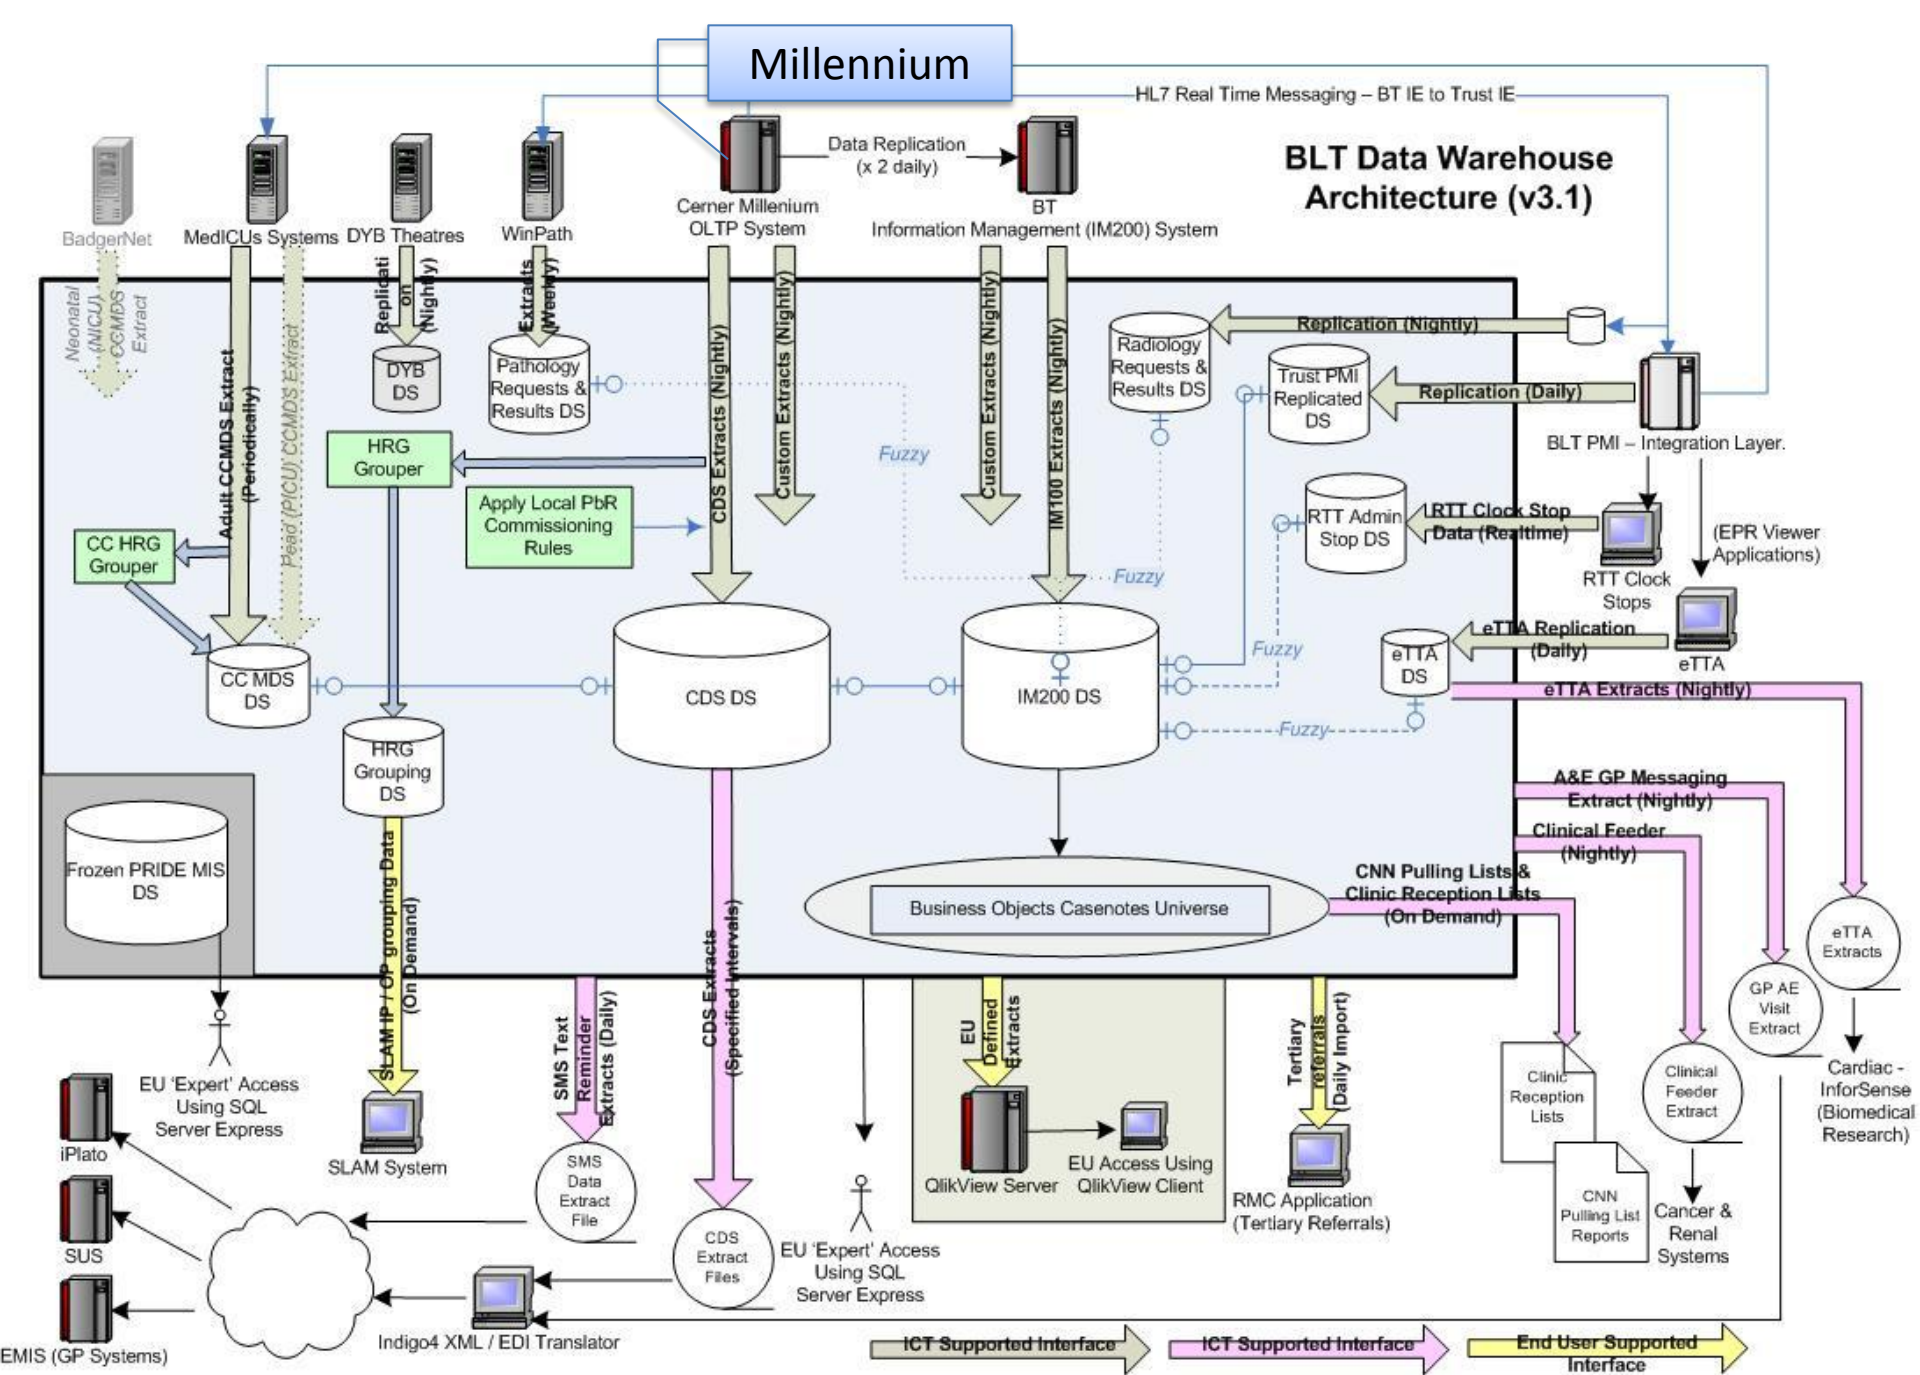 Millennium
HL7 Real Time Messaging – BT IE to Trust IE
BLT Data Warehouse
Architecture (v3.1)
Data Replication
(x 2 daily)
BadgerNet
MedICUs Systems
DYB Theatres
WinPath
Cerner Millenium
OLTP System
BT
Information Management (IM200) System
Neonatal
(NICU)
CCMDS
Extract
Adult CCMDS Extract
(Periodically)
Pead (PICU) CCMDS Extract
Replicati
on
(Nightly)
Extracts
(Weekly)
CDS Extracts (Nightly)
Custom Extracts (Nightly)
Custom Extracts (Nightly)
IM100 Extracts (Nightly)
Replication (Nightly)
Radiology
Requests &
Results DS
Trust PMI
Replicated
DS
Replication (Daily)
BLT PMI – Integration Layer.
DYB
DS
Pathology
Requests &
Results DS
HRG
Grouper
Fuzzy
Apply Local PbR
Commissioning
Rules
CC HRG
Grouper
RTT Admin
Stop DS
RTT Clock Stop
Data (Realtime)
(EPR Viewer
Applications)
RTT Clock
Stops
Fuzzy
Fuzzy
eTTA Replication
(Daily)
eTTA
DS
eTTA
CC MDS
DS
CDS DS
IM200 DS
eTTA Extracts (Nightly)
Fuzzy
HRG
Grouping
DS
A&E GP Messaging
Extract (Nightly)
Clinical Feeder
(Nightly)
Frozen PRIDE MIS
DS
SLAM IP / OP grouping Data
(On Demand)
CDS Extracts
(Specified Intervals)
Business Objects Casenotes Universe
CNN Pulling Lists &
Clinic Reception Lists
(On Demand)
eTTA
Extracts
GP AE
Visit
Extract
SMS Text
Reminder
Extracts (Daily)
EU
Defined
Extracts
Tertiary
referrals
(Daily Import)
Clinic
Reception
Lists
Clinical
Feeder
Extract
Cardiac -
InforSense
(Biomedical
Research)
EU 'Expert' Access
Using SQL
Server Express
iPlato
SLAM System
SMS
Data
Extract
File
QlikView Server
EU Access Using
QlikView Client
RMC Application
(Tertiary Referrals)
CNN
Pulling List
Reports
Cancer &
Renal
Systems
SUS
CDS
Extract
Files
EU 'Expert' Access
Using SQL
Server Express
EMIS (GP Systems)
Indigo4 XML / EDI Translator
ICT Supported Interface
ICT Supported Interface
End User Supported
Interface